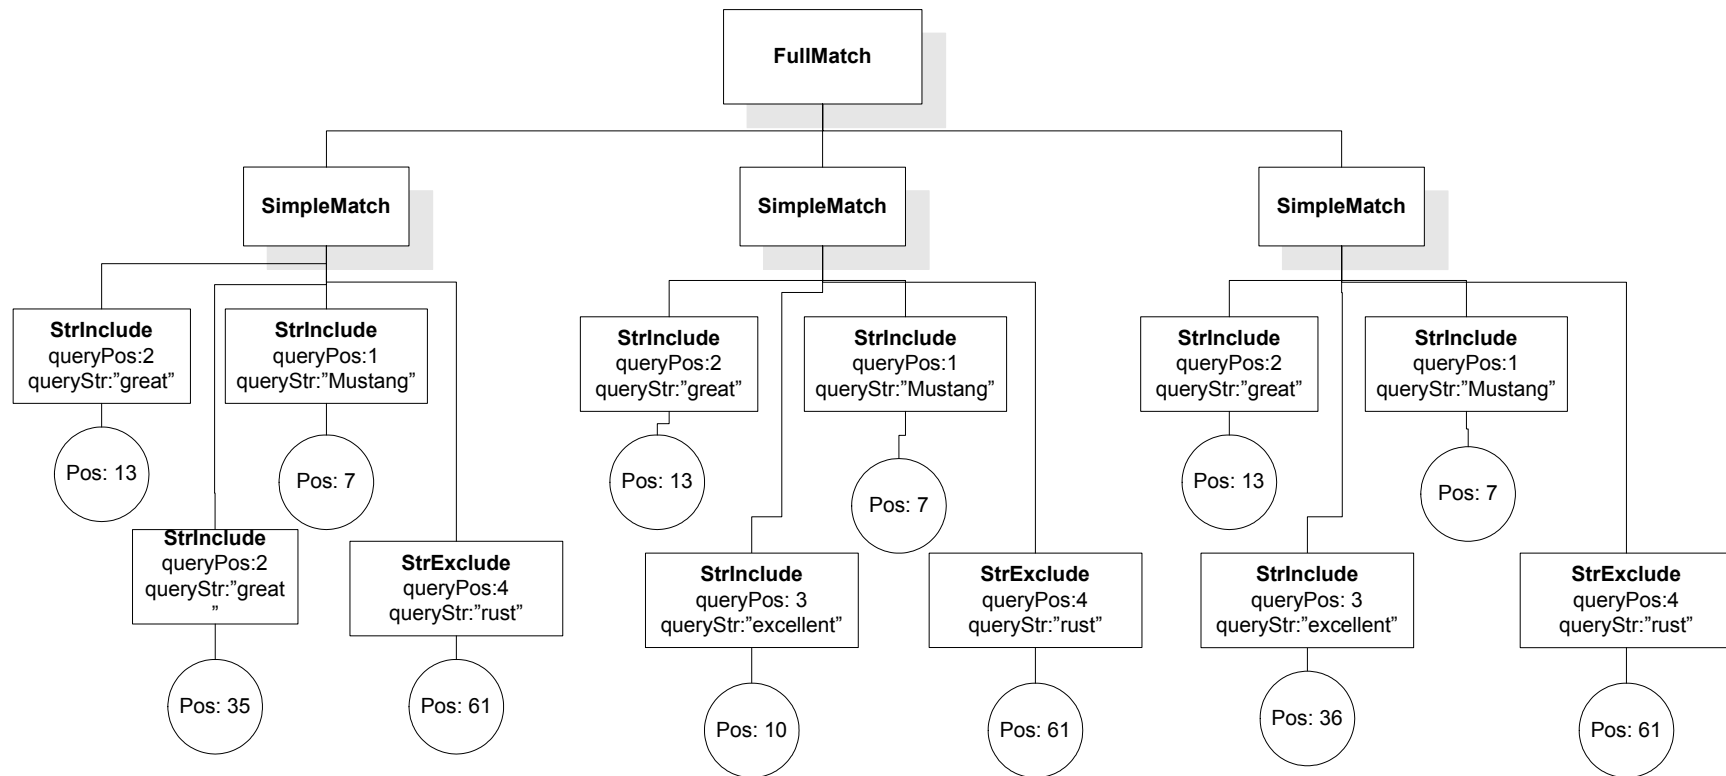 FullMatch
SimpleMatch
SimpleMatch
SimpleMatch
StrInclude
queryPos:2
queryStr:”great”
StrInclude
queryPos:1
queryStr:”Mustang”
StrInclude
queryPos:2
queryStr:”great”
StrInclude
queryPos:1
queryStr:”Mustang”
StrInclude
queryPos:2
queryStr:”great”
StrInclude
queryPos:1
queryStr:”Mustang”
Pos: 13
Pos: 7
Pos: 13
Pos: 7
Pos: 13
Pos: 7
StrInclude
queryPos:2
queryStr:”great
”
StrExclude
queryPos:4
queryStr:”rust”
StrInclude
queryPos: 3
queryStr:”excellent”
StrExclude
queryPos:4
queryStr:”rust”
StrInclude
queryPos: 3
queryStr:”excellent”
StrExclude
queryPos:4
queryStr:”rust”
Pos: 35
Pos: 61
Pos: 10
Pos: 61
Pos: 36
Pos: 61